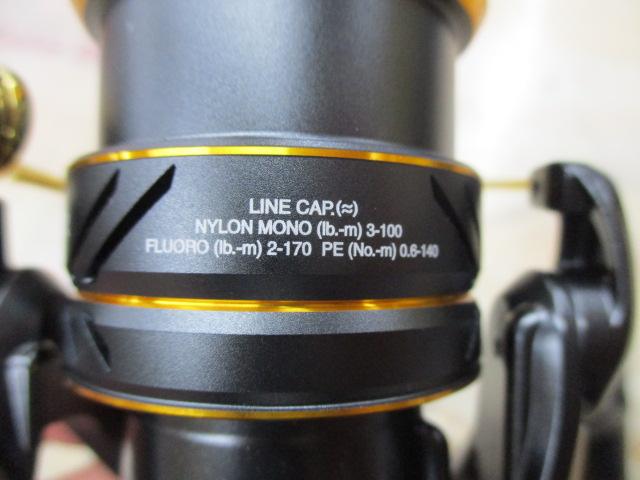 LINE CAP.(≈)
NYLON MONO (lb.-m) 3-100
FLUORO (lb.-m) 2-170 PE (No.-m) 0.6-140